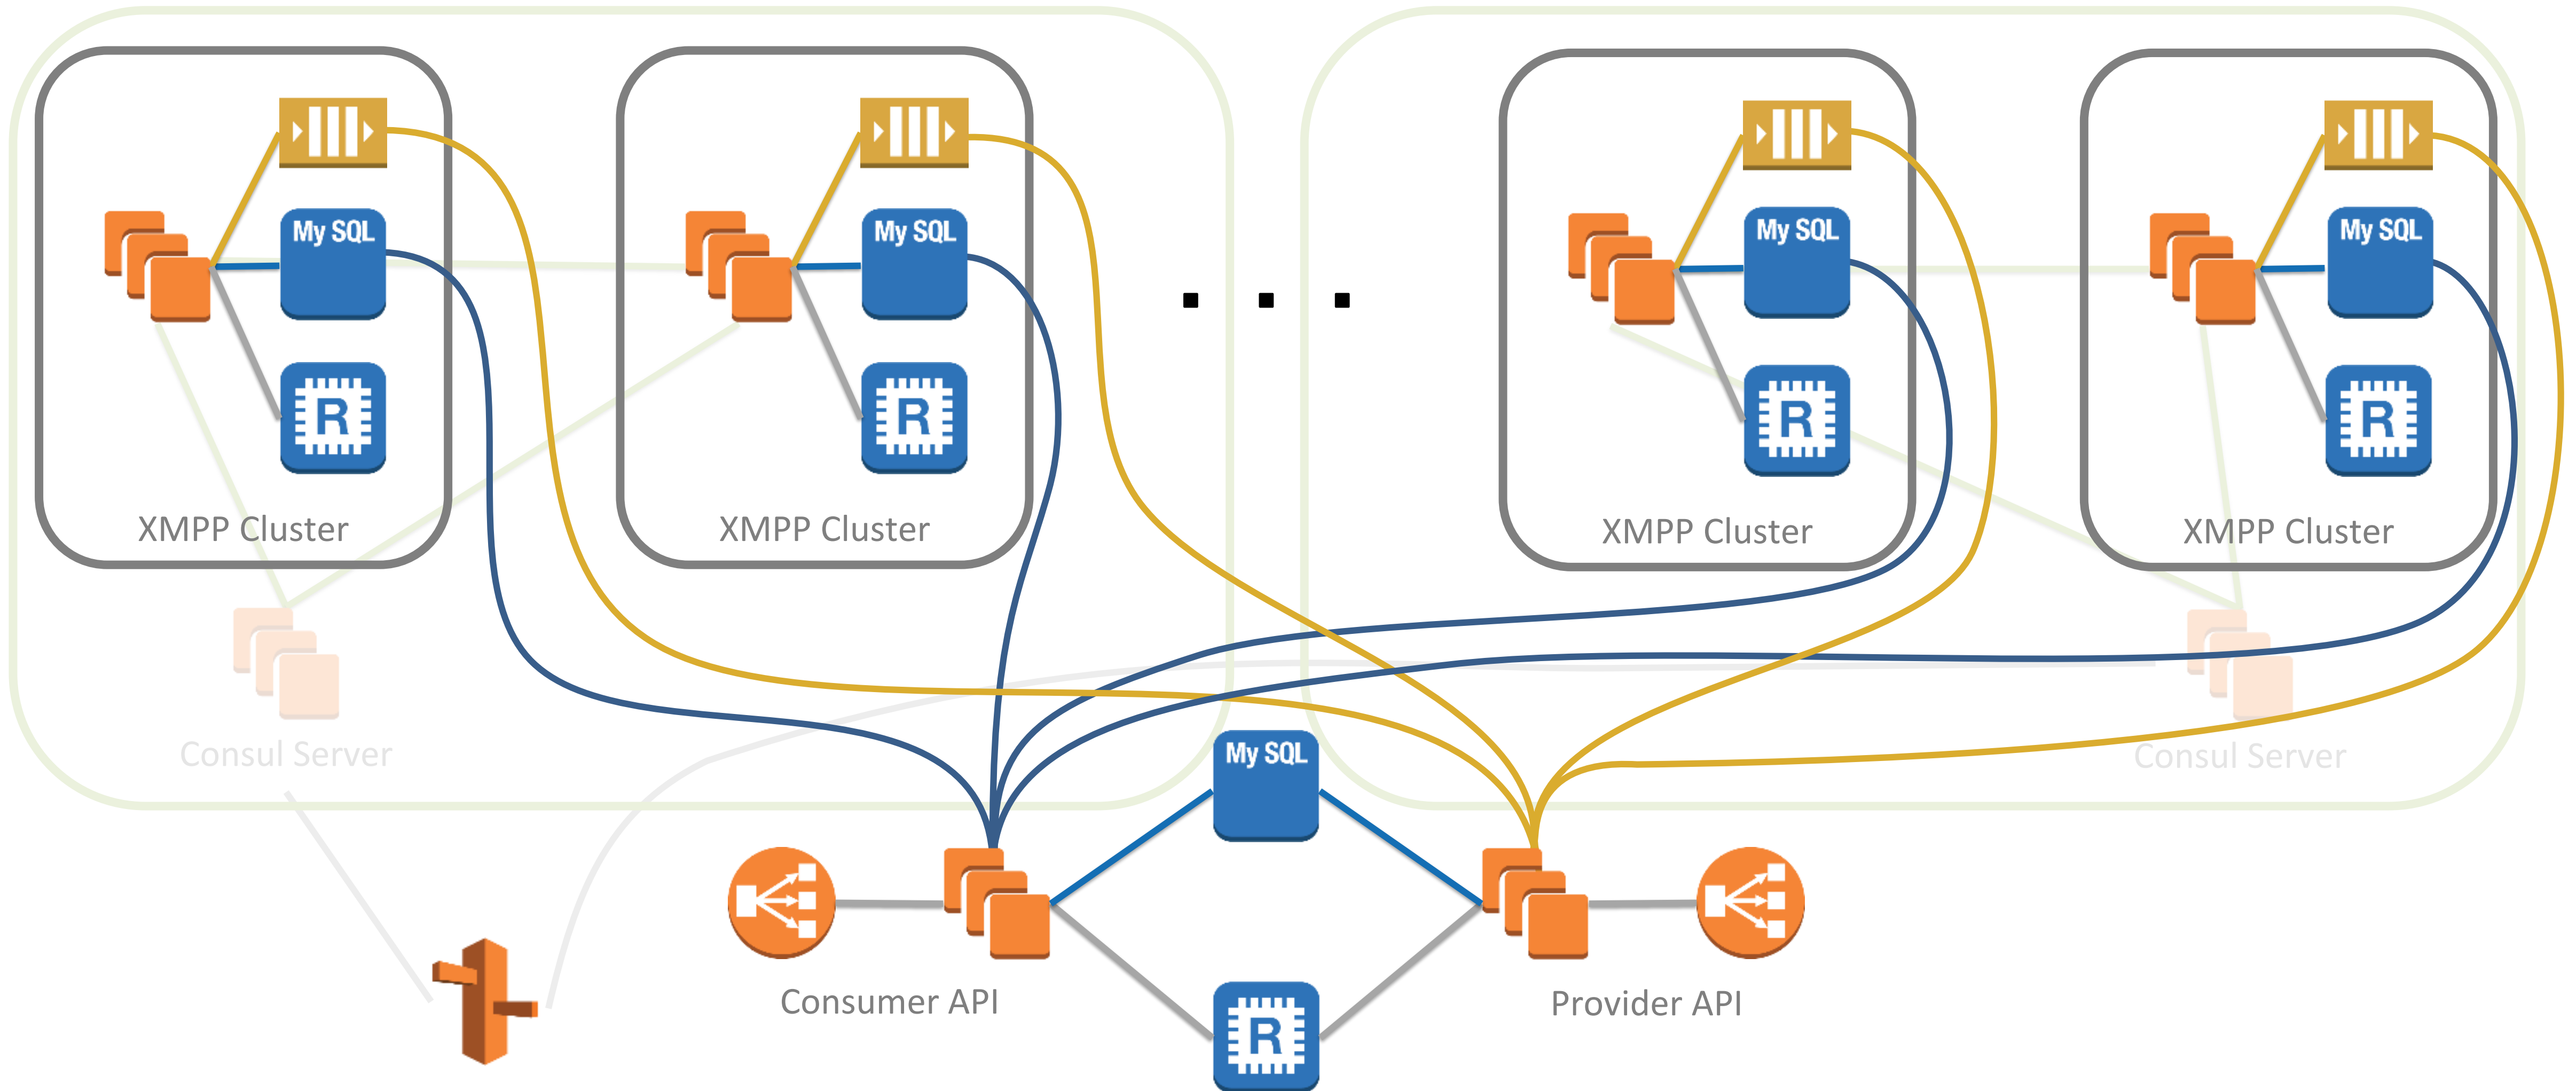 My SQL
My SQL
My SQL
My SQL
R
R
R
R
XMPP Cluster
XMPP Cluster
XMPP Cluster
XMPP Cluster
. . .
Consul Server
Consul Server
My SQL
Consumer API
Provider API
R